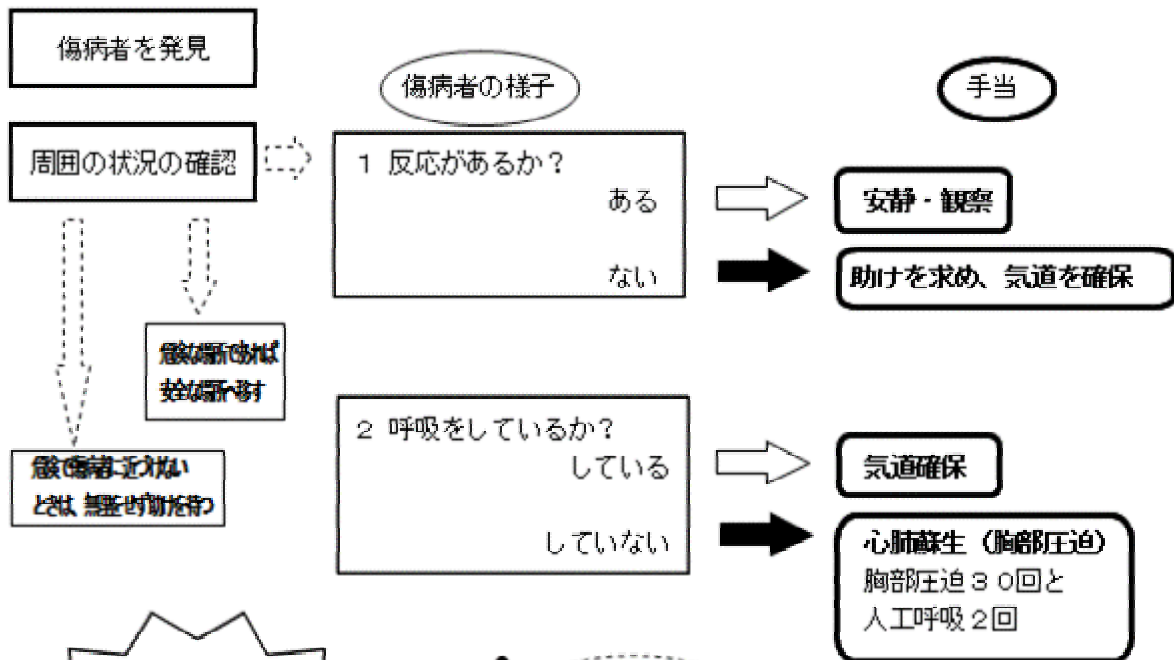 傷病者を発見
傷病者の様子
手当
周囲の状況の確認
1 反応があるか?
ある
ない
安静・観察
助けを求め、気道を確保
危険な場所であれば
安全な場所へ移す
危険で傷病者に近づけない
ときは、無理をせず助けを待つ
2 呼吸をしているか?
している
していない
気道確保
心肺蘇生(胸部圧迫)
胸部圧迫30回と
人工呼吸2回